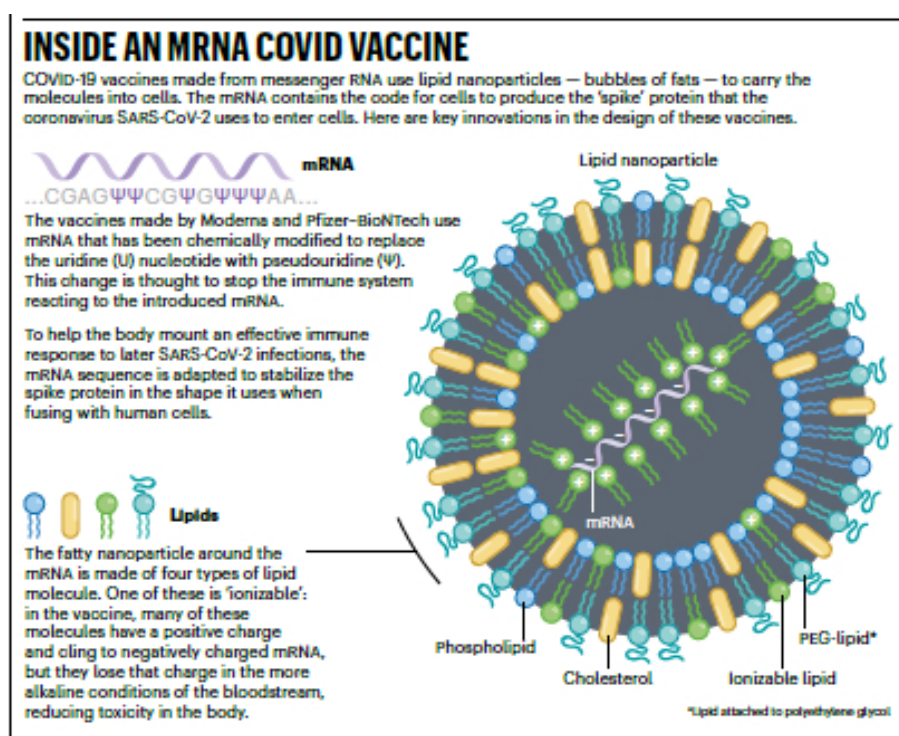 INSIDE AN MRNA COVID VACCINE
COVID-19 vaccines made from messenger RNA use lipid nanoparticles — bubbles of fats — to carry the
molecules into cells. The mRNA contains the code for cells to produce the ‘spike’ protein that the
coronavirus SARS-CoV-2 uses to enter cells. Here are key innovations in the design of these vaccines.
mRNA
...CGAGΨΨCGΨGΨΨΨAA...
The vaccines made by Moderna and Pfizer–BioNTech use
mRNA that has been chemically modified to replace
the uridine (U) nucleotide with pseudouridine (Ψ).
This change is thought to stop the immune system
reacting to the introduced mRNA.
To help the body mount an effective immune
response to later SARS-CoV-2 infections, the
mRNA sequence is adapted to stabilize the
spike protein in the shape it uses when
fusing with human cells.
Lipids
The fatty nanoparticle around the
mRNA is made of four types of lipid
molecule. One of these is ‘ionizable’:
in the vaccine, many of these
molecules have a positive charge
and cling to negatively charged mRNA,
but they lose that charge in the more
alkaline conditions of the bloodstream,
reducing toxicity in the body.
Lipid nanoparticle
mRNA
Phospholipid
Cholesterol
Ionizable lipid
PEG-lipid*
*Lipid attached to polyethylene glycol